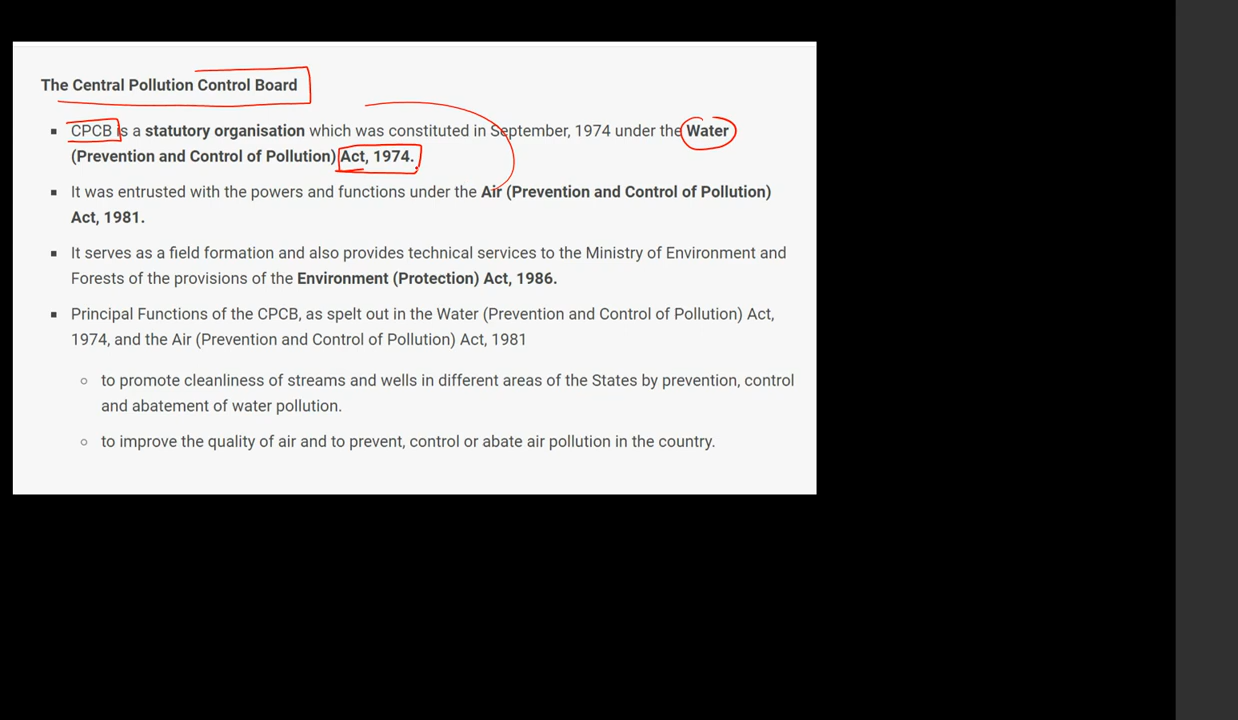 The Central Pollution Control Board
CPCB is a statutory organisation which was constituted in September, 1974 under the Water
(Prevention and Control of Pollution) Act, 1974.
It was entrusted with the powers and functions under the Air (Prevention and Control of Pollution)
Act, 1981.
It serves as a field formation and also provides technical services to the Ministry of Environment and
Forests of the provisions of the Environment (Protection) Act, 1986.
Principal Functions of the CPCB, as spelt out in the Water (Prevention and Control of Pollution) Act,
1974, and the Air (Prevention and Control of Pollution) Act, 1981
to promote cleanliness of streams and wells in different areas of the States by prevention, control
and abatement of water pollution.
to improve the quality of air and to prevent, control or abate air pollution in the country.